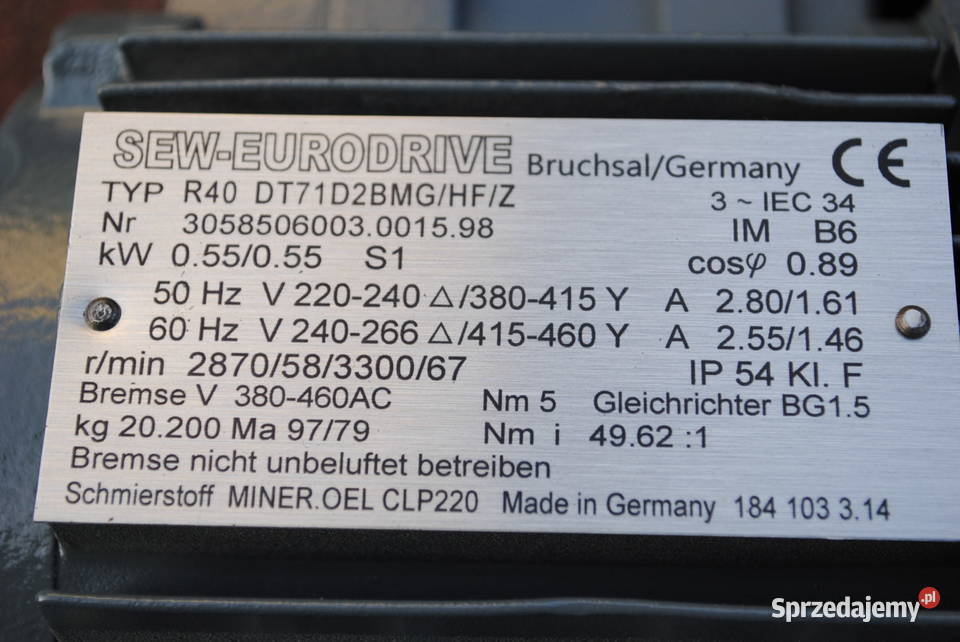 SEW-EURODRIVE Bruchsal/Germany CE
TYP R40 DT71D2BMG/HF/Z 3 ~ IEC 34
Nr 3058506003.0015.98 IM B6
kW 0.55/0.55 S1 cosφ 0.89
50 Hz V 220-240 △/380-415 Y A 2.80/1.61
60 Hz V 240-266 △/415-460 Y A 2.55/1.46
r/min 2870/58/3300/67 IP 54 Kl. F
Bremse V 380-460AC Nm 5 Gleichrichter BG1.5
kg 20.200 Ma 97/79 Nm i 49.62 :1
Bremse nicht unbeluftet betreiben
Schmierstoff MINER.OEL CLP220 Made in Germany 184 103 3.14
Sprzedajemy.pl